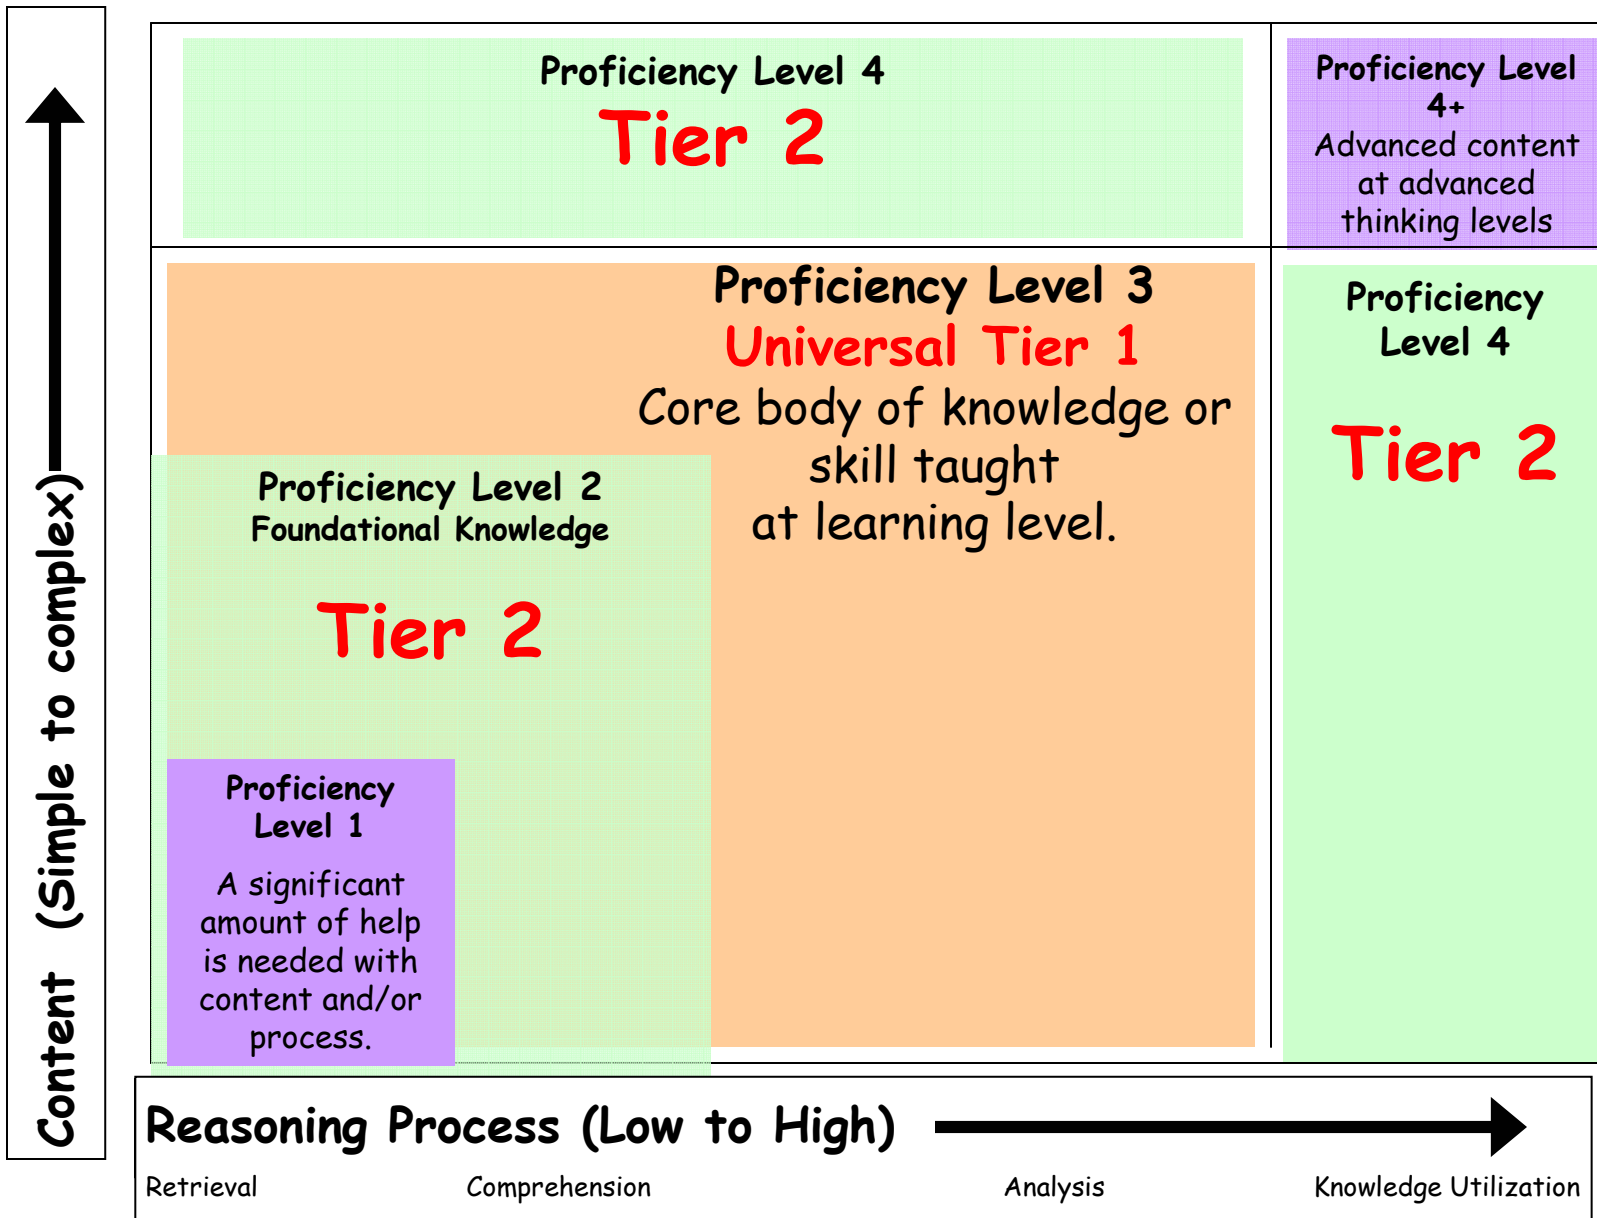 Content (Simple to complex)
Proficiency Level 4
Tier 2
Proficiency Level
4+
Advanced content
at advanced
thinking levels
Proficiency Level 3
Universal Tier 1
Core body of knowledge or
skill taught
at learning level.
Proficiency
Level 4
Tier 2
Proficiency Level 2
Foundational Knowledge
Tier 2
Proficiency
Level 1
A significant
amount of help
is needed with
content and/or
process.
Reasoning Process (Low to High)
Retrieval Comprehension Analysis Knowledge Utilization